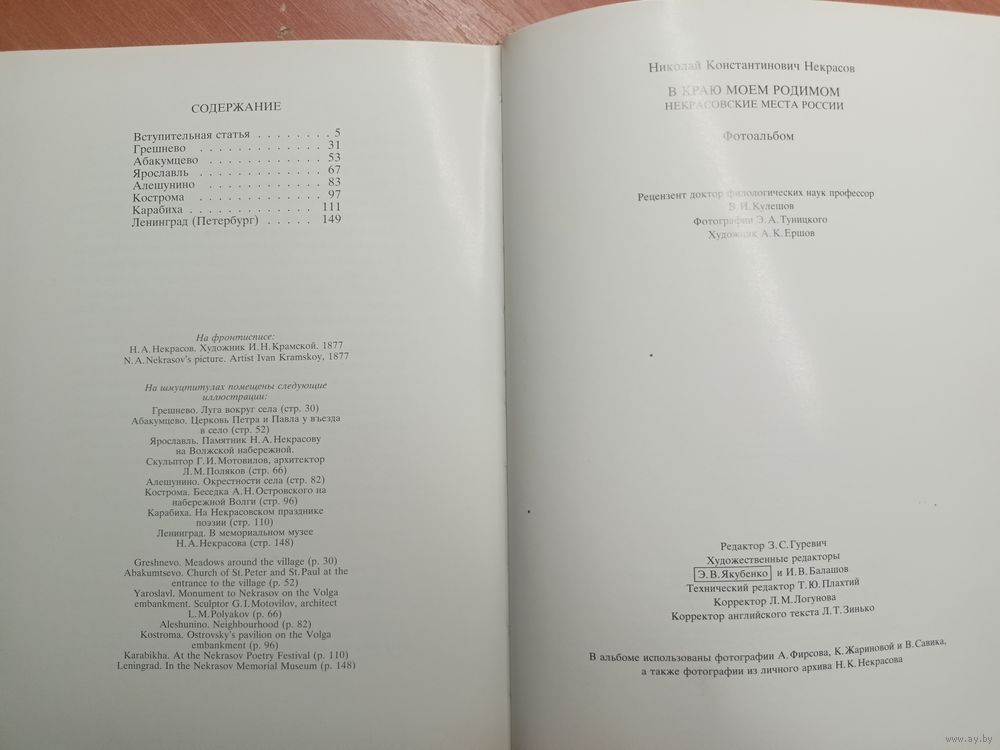 СОДЕРЖАНИЕ
Вступительная статья . . . . . . . . 5
Грешнево . . . . . . . . . . . . . 31
Абакумцево . . . . . . . . . . . . 53
Ярославль . . . . . . . . . . . . . 67
Алешунино . . . . . . . . . . . . 83
Кострома . . . . . . . . . . . . . 97
Карабиха . . . . . . . . . . . . . 111
Ленинград (Петербург) . . . . . 149
На фронтисписе:
Н. А. Некрасов. Художник И. Н. Крамской. 1877
N. A. Nekrasov's picture. Artist Ivan Kramskoy, 1877
На шмуцтитулах помещены следующие
иллюстрации:
Грешнево. Луга вокруг села (стр. 30)
Абакумцево. Церковь Петра и Павла у въезда
в село (стр. 52)
Ярославль. Памятник Н. А. Некрасову
на Волжской набережной.
Скульптор Г. И. Мотовилов, архитектор
Л. М. Поляков (стр. 66)
Алешунино. Окрестности села (стр. 82)
Кострома. Беседка А. Н. Островского на
набережной Волги (стр. 96)
Карабиха. На Некрасовском празднике
поэзии (стр. 110)
Ленинград. В мемориальном музее
Н. А. Некрасова (стр. 148)
Greshnevo. Meadows around the village (p. 30)
Abakumtsevo. Church of St. Peter and St. Paul at the
entrance to the village (p. 52)
Yaroslavl. Monument to Nekrasov on the Volga
embankment. Sculptor G. I. Motovilov, architect
L. M. Polyakov (p. 66)
Aleshunino. Neighbourhood (p. 82)
Kostroma. Ostrovsky's pavilion on the Volga
embankment (p. 96)
Karabikha. At the Nekrasov Poetry Festival (p. 110)
Leningrad. In the Nekrasov Memorial Museum (p. 148)
Николай Константинович Некрасов
В КРАЮ МОЕМ РОДИМОМ
НЕКРАСОВСКИЕ МЕСТА РОССИИ
Фотоальбом
Рецензент доктор филологических наук профессор
В. И. Кулешов
Фотографии Э. А. Туницкого
Художник А. К. Ершов
Редактор З. С. Гуревич
Художественные редакторы
Э. В. Якубенко и И. В. Балашов
Технический редактор Т. Ю. Плахтий
Корректор Л. М. Логунова
Корректор английского текста Л. Т. Зинько
В альбоме использованы фотографии А. Фирсова, К. Жариновой и В. Савика,
а также фотографии из личного архива Н. К. Некрасова
www.ay.by